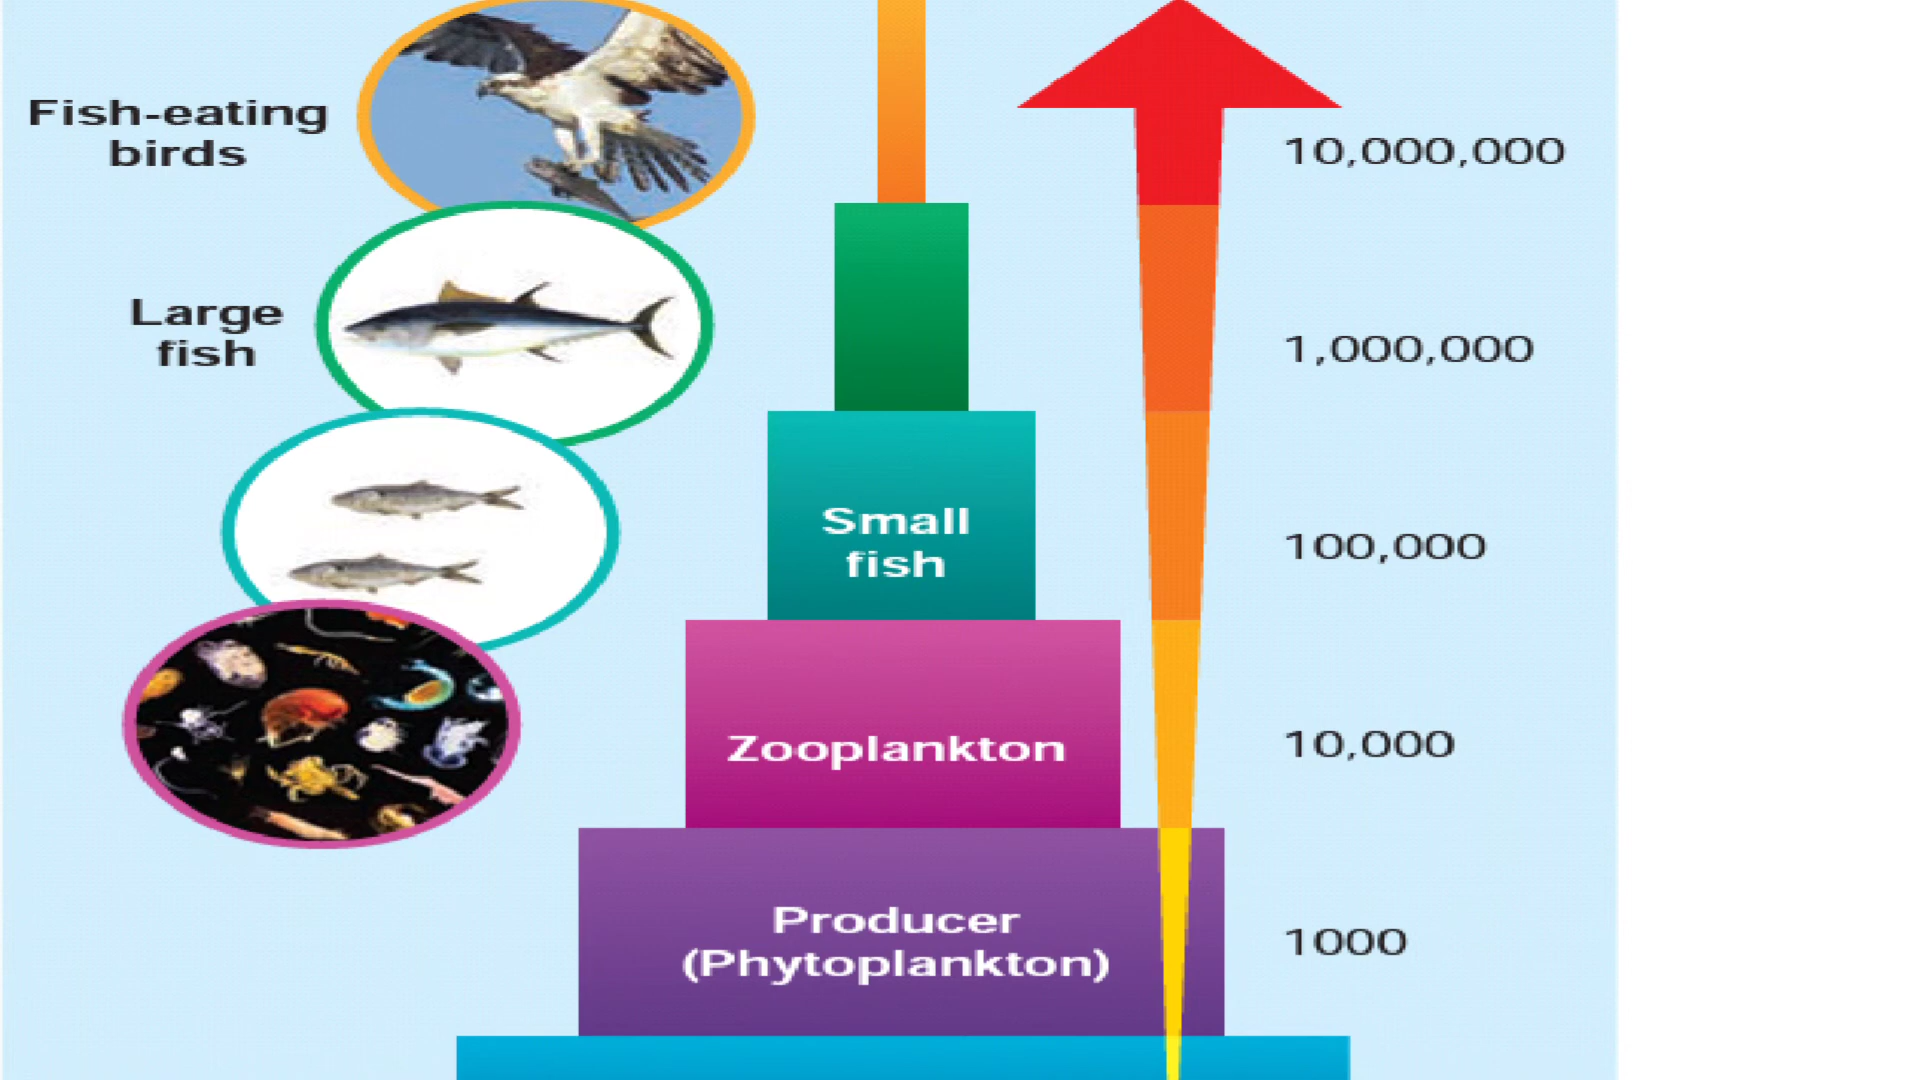 Fish-eating
birds
10,000,000
Large
fish
1,000,000
Small
fish
100,000
Zooplankton
10,000
Producer
(Phytoplankton)
1000